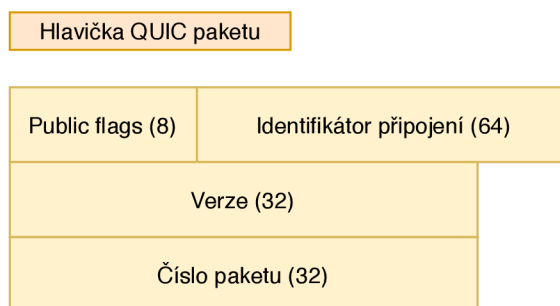 Hlavička QUIC paketu
Public flags (8) Identifikátor připojení (64)
Verze (32)
Číslo paketu (32)